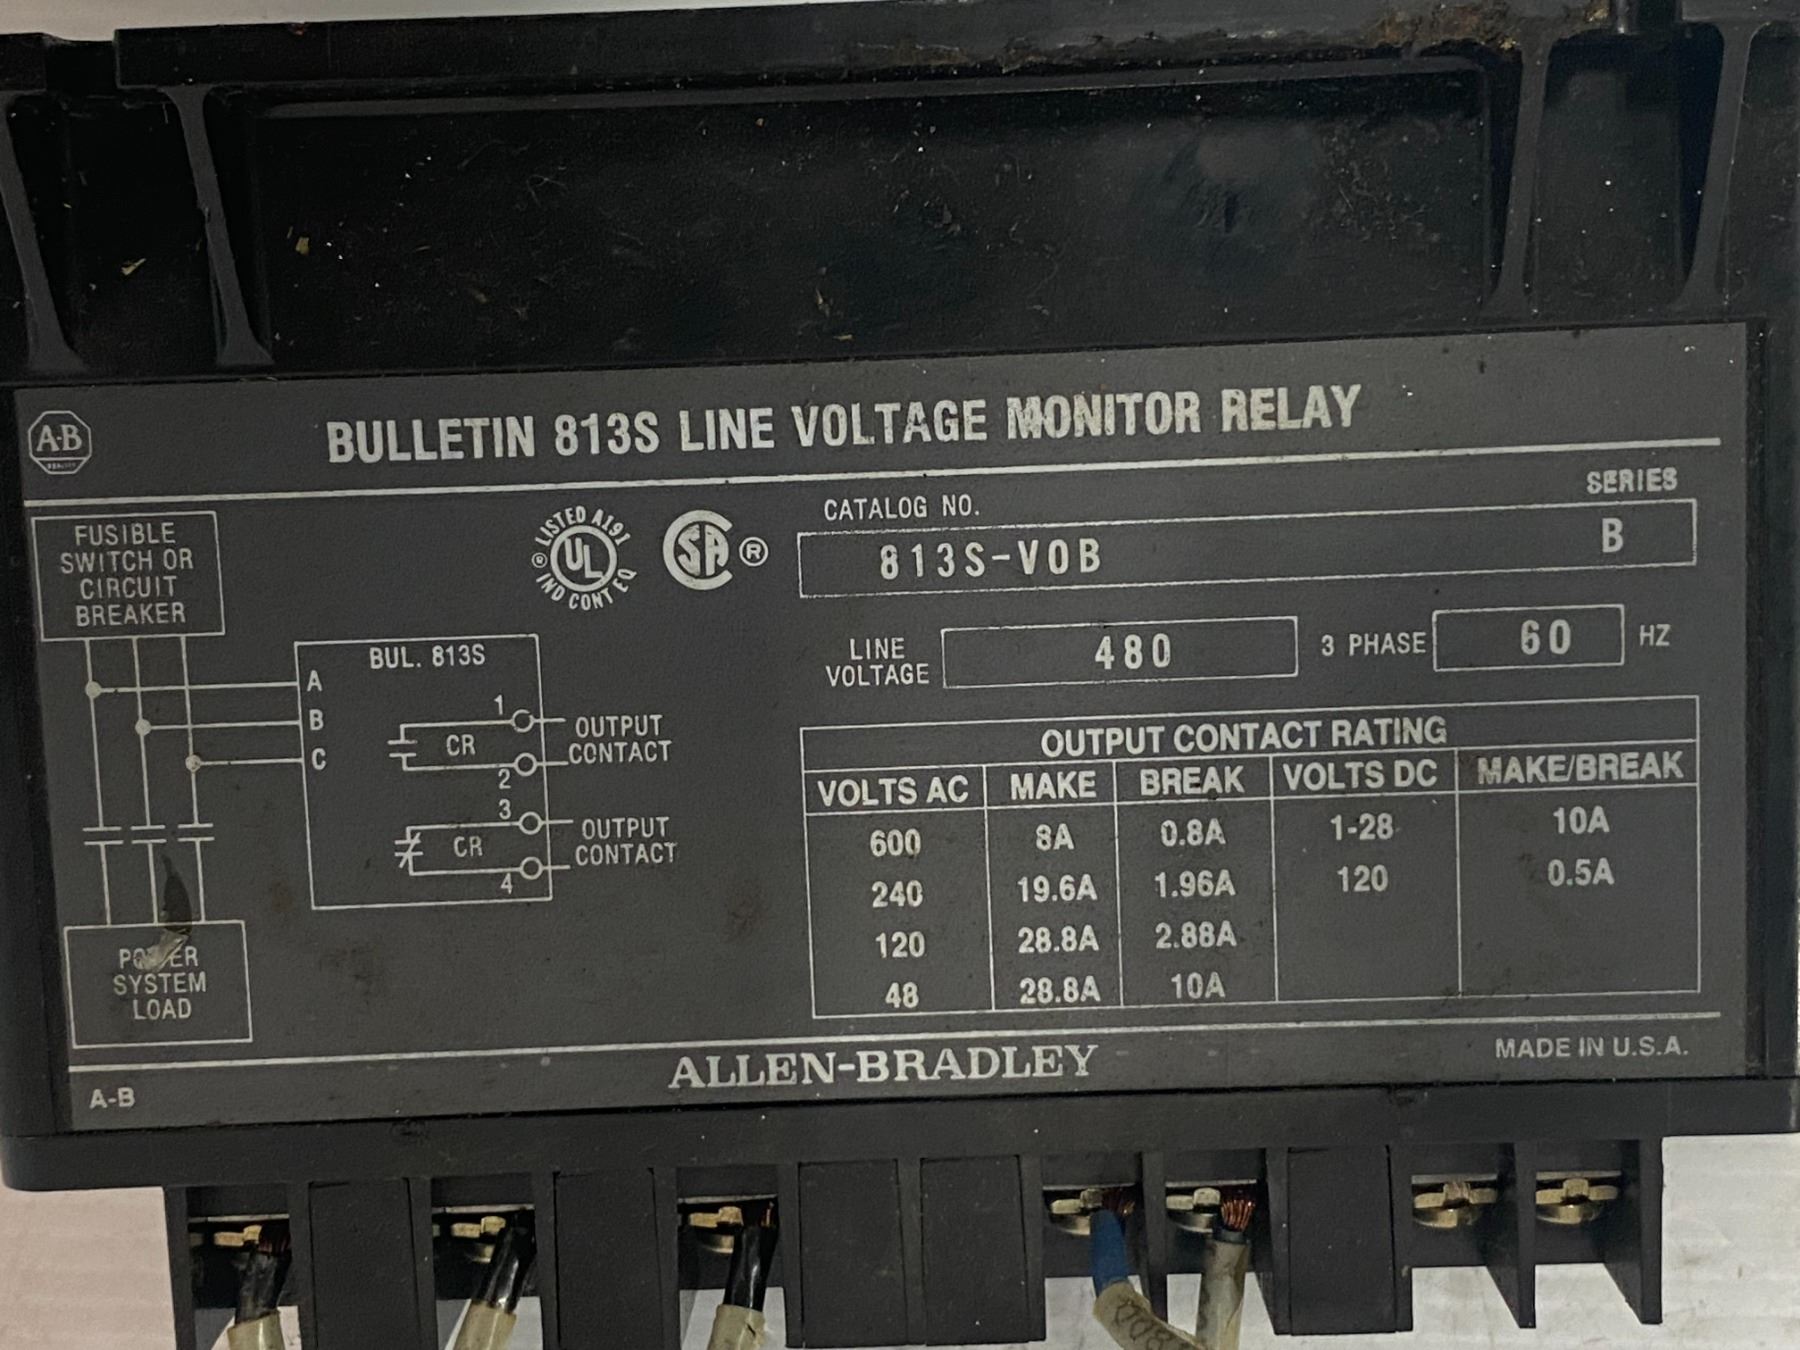 A-B
BULLETIN 813S LINE VOLTAGE MONITOR RELAY
FUSIBLE
SWITCH OR
CIRCUIT
BREAKER
BUL. 813S
A
B
C
1
CR
2
OUTPUT
CONTACT
3
CR
4
OUTPUT
CONTACT
POWER
SYSTEM
LOAD
® LISTED A191
UL
IND CONT EQ
SA ®
CATALOG NO.
SERIES
813S-VOB B
LINE
VOLTAGE
480
3 PHASE 60 HZ
OUTPUT CONTACT RATING
VOLTS AC MAKE BREAK VOLTS DC MAKE/BREAK
600 8A 0.8A 1-28 10A
240 19.6A 1.96A 120 0.5A
120 28.8A 2.88A
48 28.8A 10A
A-B
ALLEN-BRADLEY
MADE IN U.S.A.